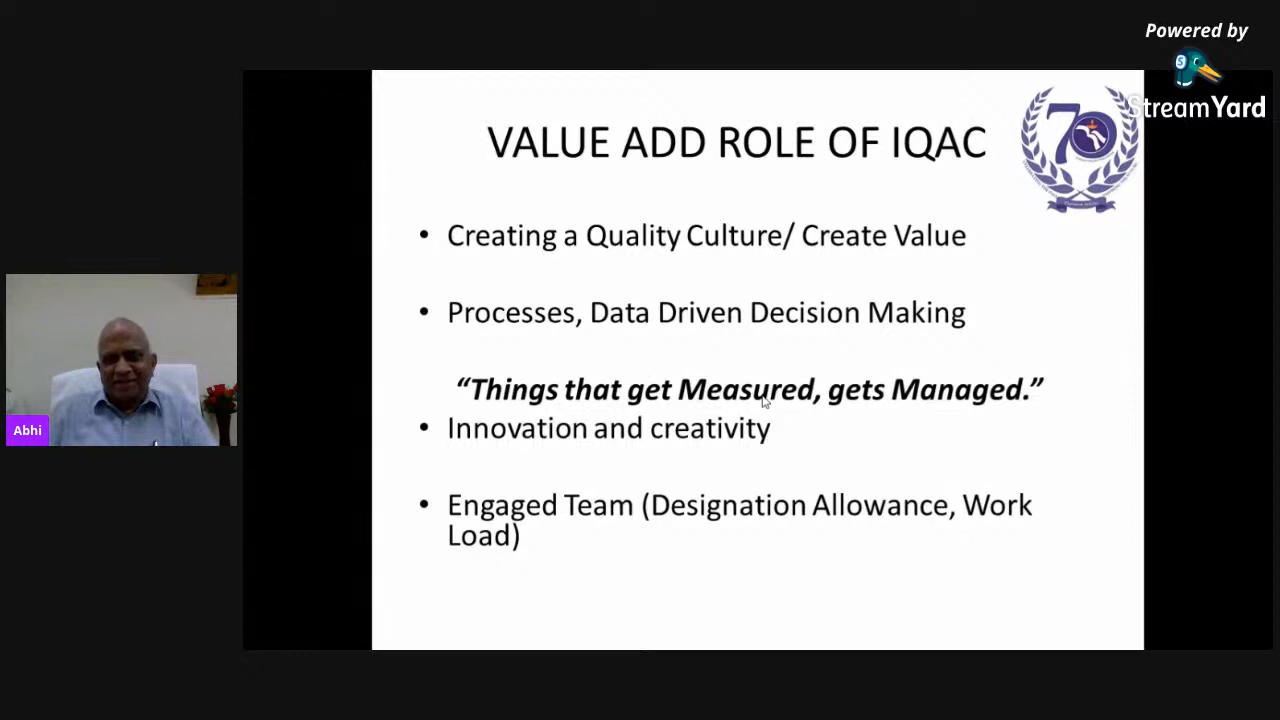 Powered by
StreamYard
VALUE ADD ROLE OF IQAC
70
• Creating a Quality Culture/ Create Value
• Processes, Data Driven Decision Making
“Things that get Measured, gets Managed.”
• Innovation and creativity
• Engaged Team (Designation Allowance, Work
Load)
Abhi